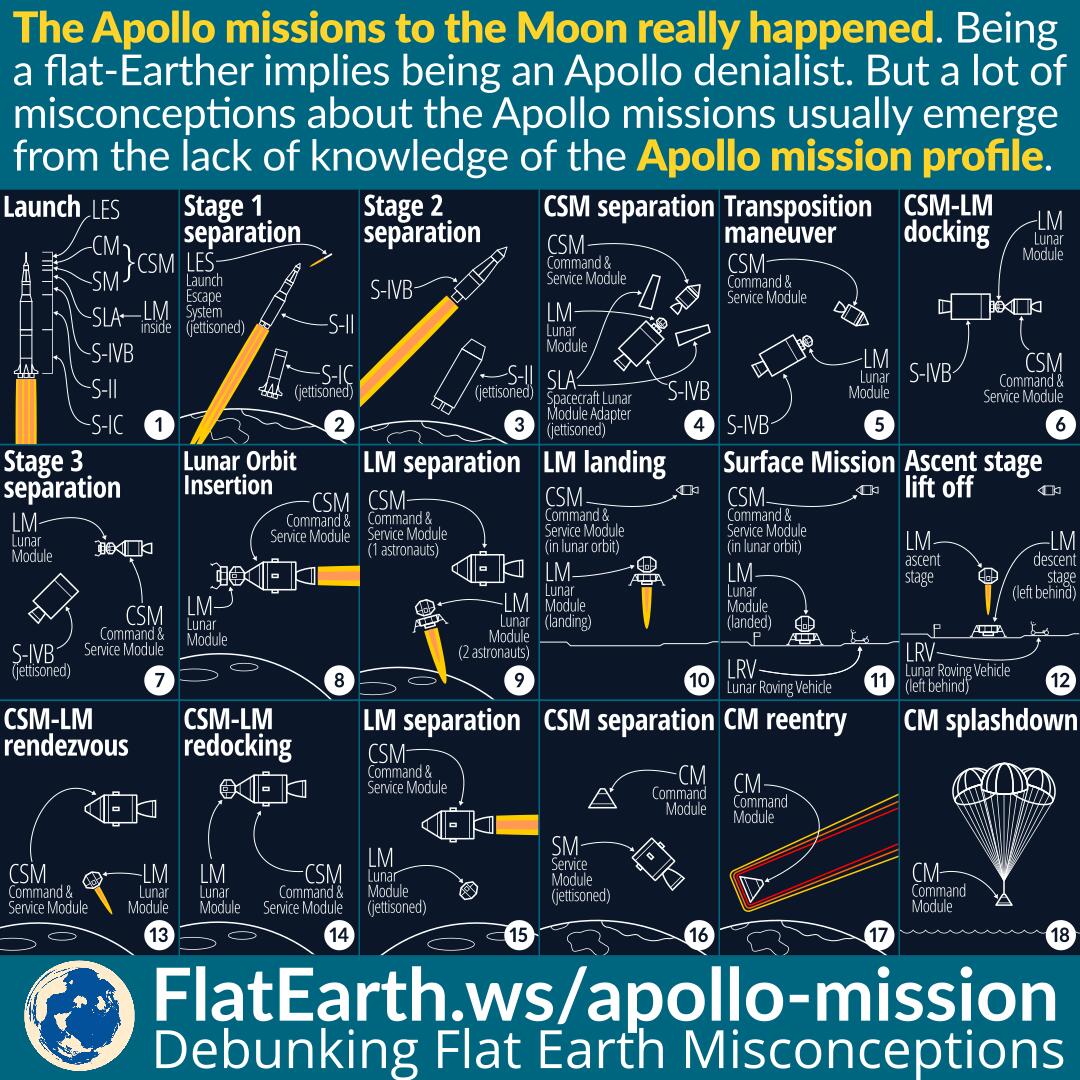 The Apollo missions to the Moon really happened. Being
a flat-Earther implies being an Apollo denialist. But a lot of
misconceptions about the Apollo missions usually emerge
from the lack of knowledge of the Apollo mission profile.
Launch
LES
CM
SM
CSM
SLA
LM
inside
S-IVB
S-II
S-IC
1
Stage 1
separation
LES
Launch
Escape
System
(jettisoned)
S-II
S-IC
(jettisoned)
2
Stage 2
separation
S-IVB
S-II
(jettisoned)
3
CSM separation
CSM
Command &
Service Module
LM
Lunar
Module
SLA
Spacecraft Lunar
Module Adapter
(jettisoned)
S-IVB
4
Transposition
maneuver
CSM
Command &
Service Module
LM
Lunar
Module
S-IVB
5
CSM-LM
docking
LM
Lunar
Module
S-IVB
CSM
Command &
Service Module
6
Stage 3
separation
LM
Lunar
Module
CSM
Command &
Service Module
S-IVB
(jettisoned)
7
Lunar Orbit
Insertion
CSM
Command &
Service Module
LM
Lunar
Module
8
LM separation
CSM
Command &
Service Module
(1 astronauts)
LM
Lunar
Module
(2 astronauts)
9
LM landing
CSM
Command &
Service Module
(in lunar orbit)
LM
Lunar
Module
(landing)
10
Surface Mission
CSM
Command &
Service Module
(in lunar orbit)
LM
Lunar
Module
(landed)
LRV
Lunar Roving Vehicle
11
Ascent stage
lift off
LM
ascent
stage
LM
descent
stage
(left behind)
LRV
Lunar Roving Vehicle
(left behind)
12
CSM-LM
rendezvous
CSM
Command &
Service Module
LM
Lunar
Module
13
CSM-LM
redocking
LM
Lunar
Module
CSM
Command &
Service Module
14
LM separation
CSM
Command &
Service Module
LM
Lunar
Module
(jettisoned)
15
CSM separation
CM
Command
Module
SM
Service
Module
(jettisoned)
16
CM reentry
CM
Command
Module
17
CM splashdown
CM
Command
Module
18
FlatEarth.ws/apollo-mission
Debunking Flat Earth Misconceptions